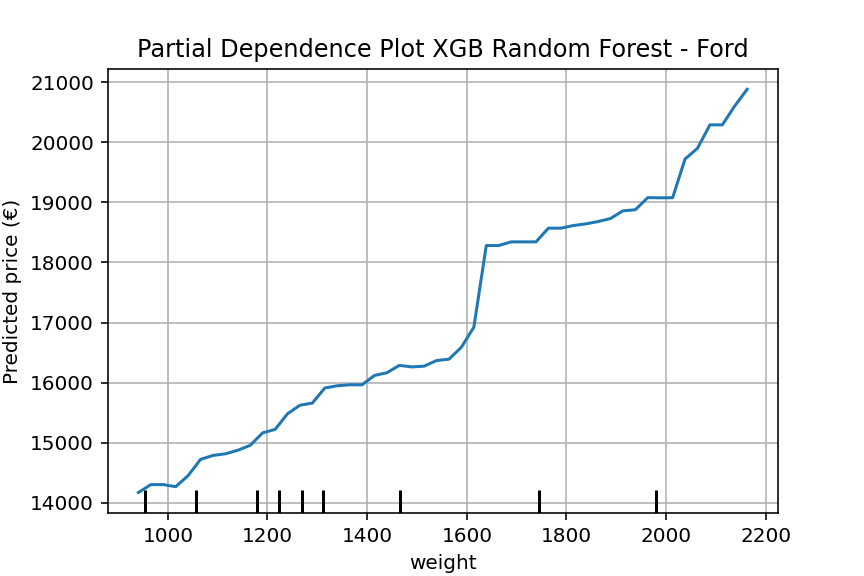 Partial Dependence Plot XGB Random Forest - Ford
21000
20000
19000
18000
17000
16000
15000
14000
Predicted price (€)
1000 1200 1400 1600 1800 2000 2200
weight